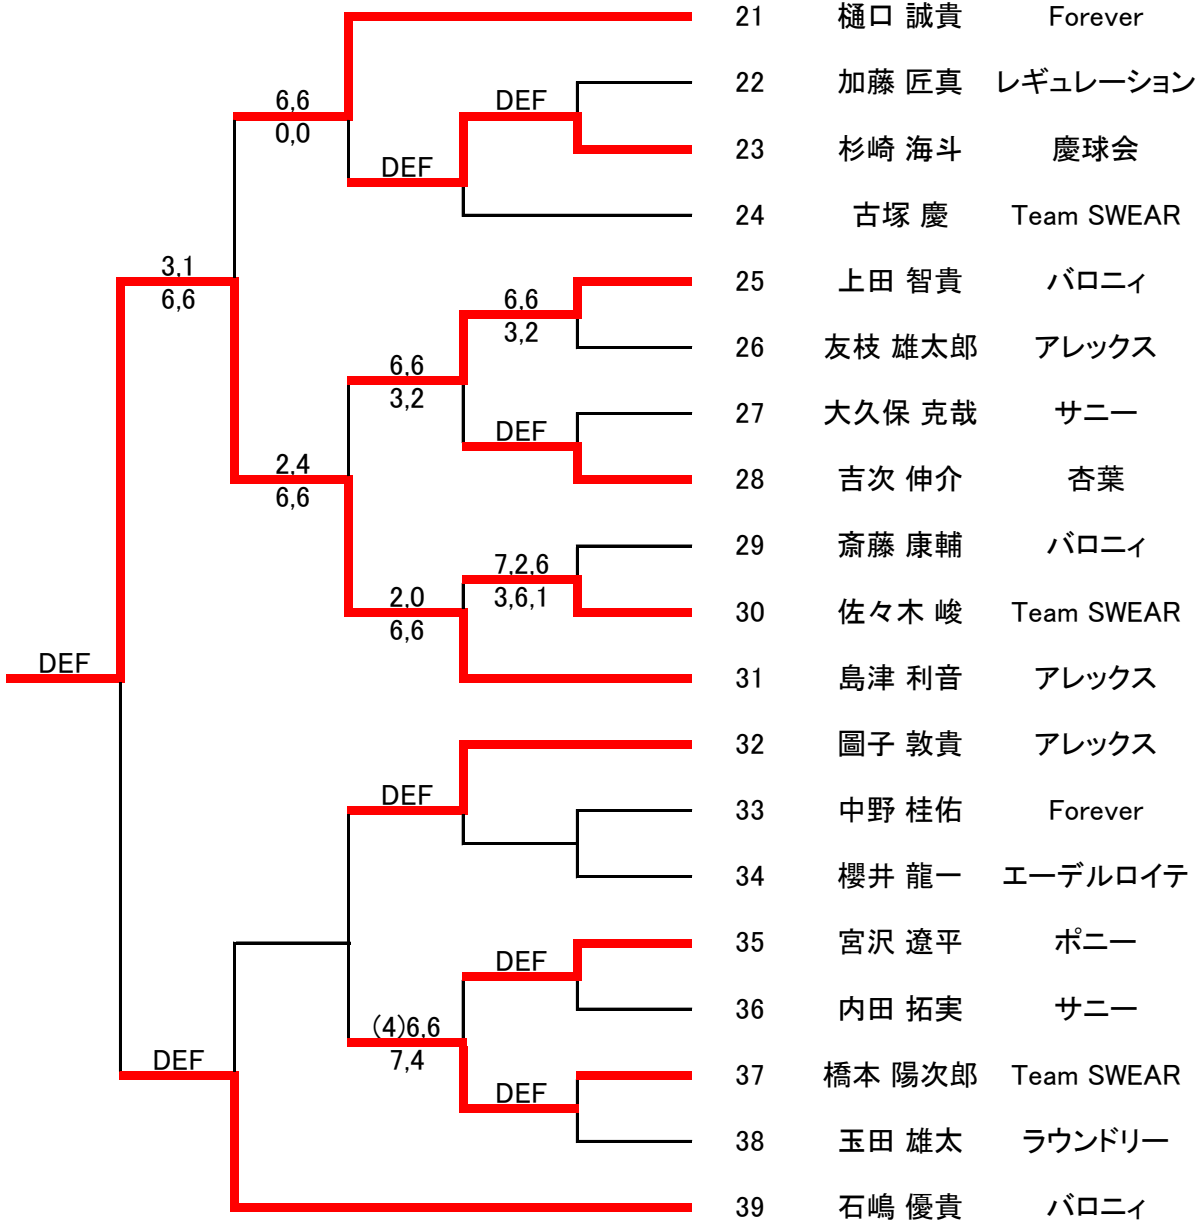 21 樋口 誠貴 Forever
22 加藤 匠真 レギュレーション
DEF
6,6
0,0
23 杉崎 海斗 慶球会
DEF
24 古塚 慶 Team SWEAR
3,1
6,6
25 上田 智貴 バロニィ
6,6
3,2
26 友枝 雄太郎 アレックス
6,6
3,2
27 大久保 克哉 サニー
DEF
2,4
6,6
28 吉次 伸介 杏葉
29 斎藤 康輔 バロニィ
7,2,6
3,6,1
2,0
6,6
30 佐々木 峻 Team SWEAR
DEF
31 島津 利音 アレックス
32 圖子 敦貴 アレックス
DEF
33 中野 桂佑 Forever
34 櫻井 龍一 エーデルロイテ
35 宮沢 遼平 ポニー
DEF
36 内田 拓実 サニー
(4)6,6
7,4
DEF
37 橋本 陽次郎 Team SWEAR
DEF
38 玉田 雄太 ラウンドリー
39 石嶋 優貴 バロニィ